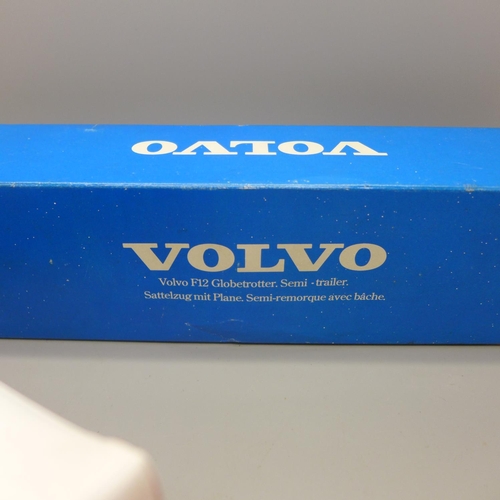 VOLVO
VOLVO
Volvo F12 Globetrotter. Semi - trailer.
Sattelzug mit Plane. Semi-remorque avec bâche.